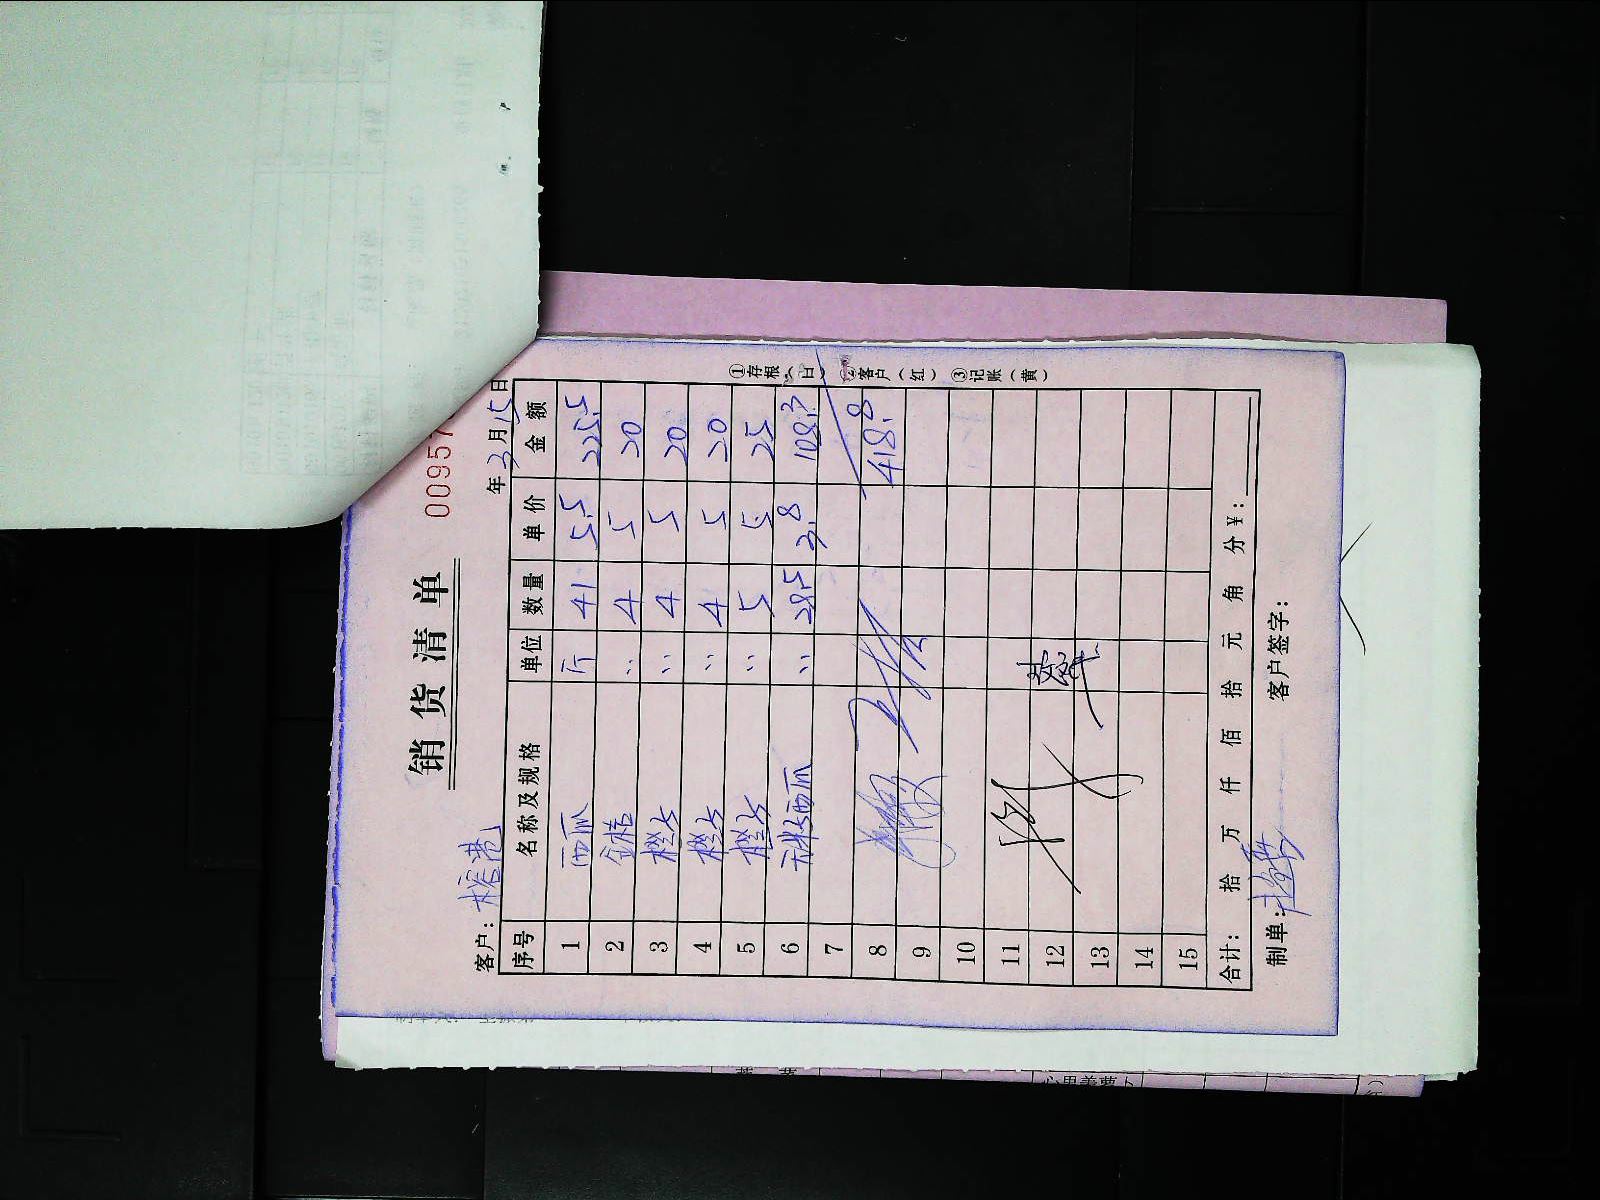 销货清单
00957
客户：
年3月15日
序号 名称及规格 单位 数量 单价 金额
1 西瓜 斤 41 5.5 225.5
2 〃 4 5 20
3 橙子 〃 4 5 20
4 橙子 〃 4 5 20
5 橙子 〃 5 5 25
6 西瓜 〃 28.5 3.8 108.3
7
8 418.8
9
10
11
12
13
14
15
合计： 拾 万 仟 佰 拾 元 角 分 ¥：
制单： 客户签字：
①存根（白） ②客户（红） ③记账（黄）